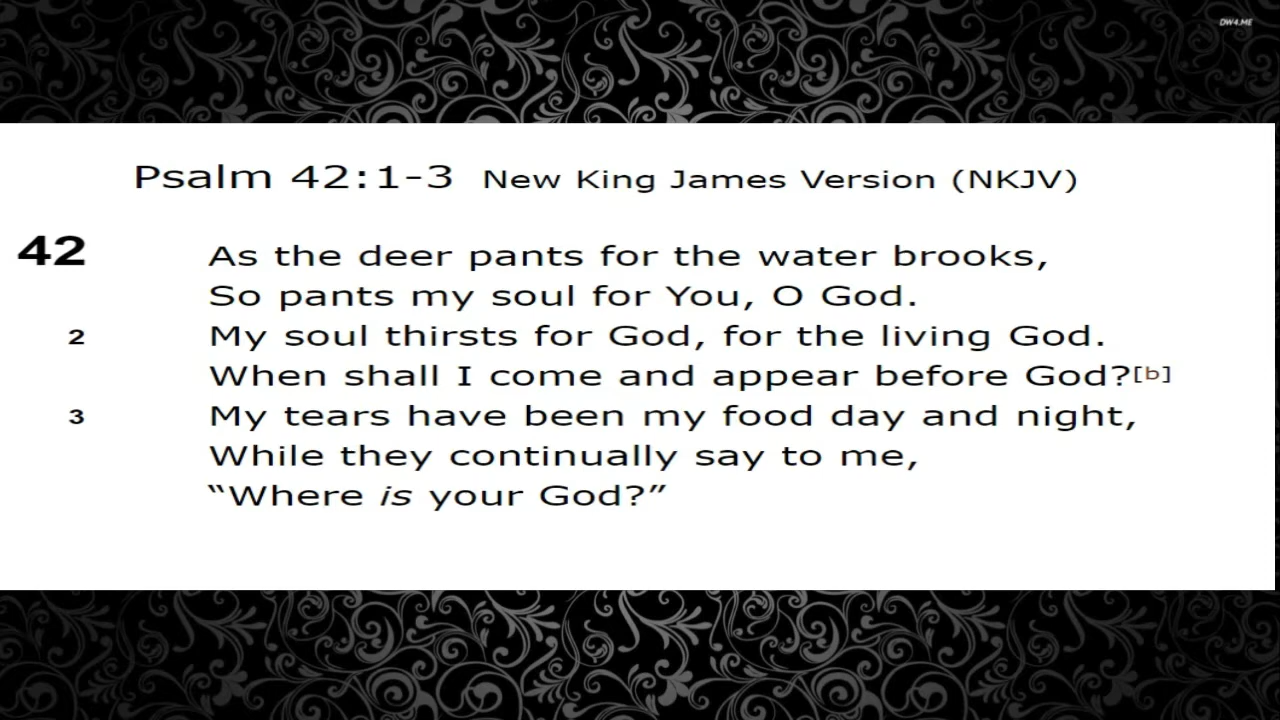 DW4.ME
Psalm 42:1-3 New King James Version (NKJV)
42 As the deer pants for the water brooks,
So pants my soul for You, O God.
2 My soul thirsts for God, for the living God.
When shall I come and appear before God?[b]
3 My tears have been my food day and night,
While they continually say to me,
“Where is your God?”